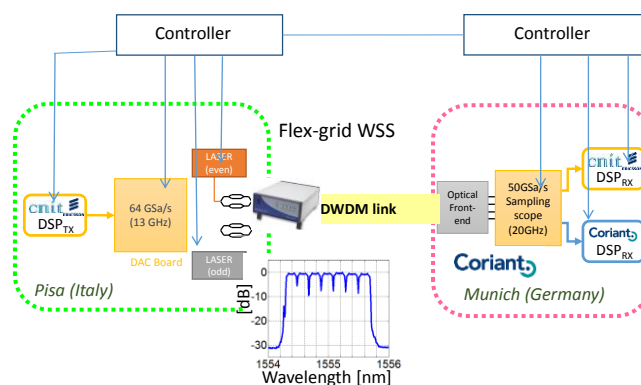 Controller
Controller
Flex-grid WSS
LASER
(even)
cnit
ERICSSON
DSPTX
64 GSa/s
(13 GHz)
DAC Board
LASER
(odd)
Pisa (Italy)
DWDM link
Optical
Front-
end
50GSa/s
Sampling
scope
(20GHz)
cnit
ERICSSON
DSPRX
Coriant
DSPRX
Coriant
Munich (Germany)
[dB]
0
-10
-20
-30
1554
1555
1556
Wavelength [nm]